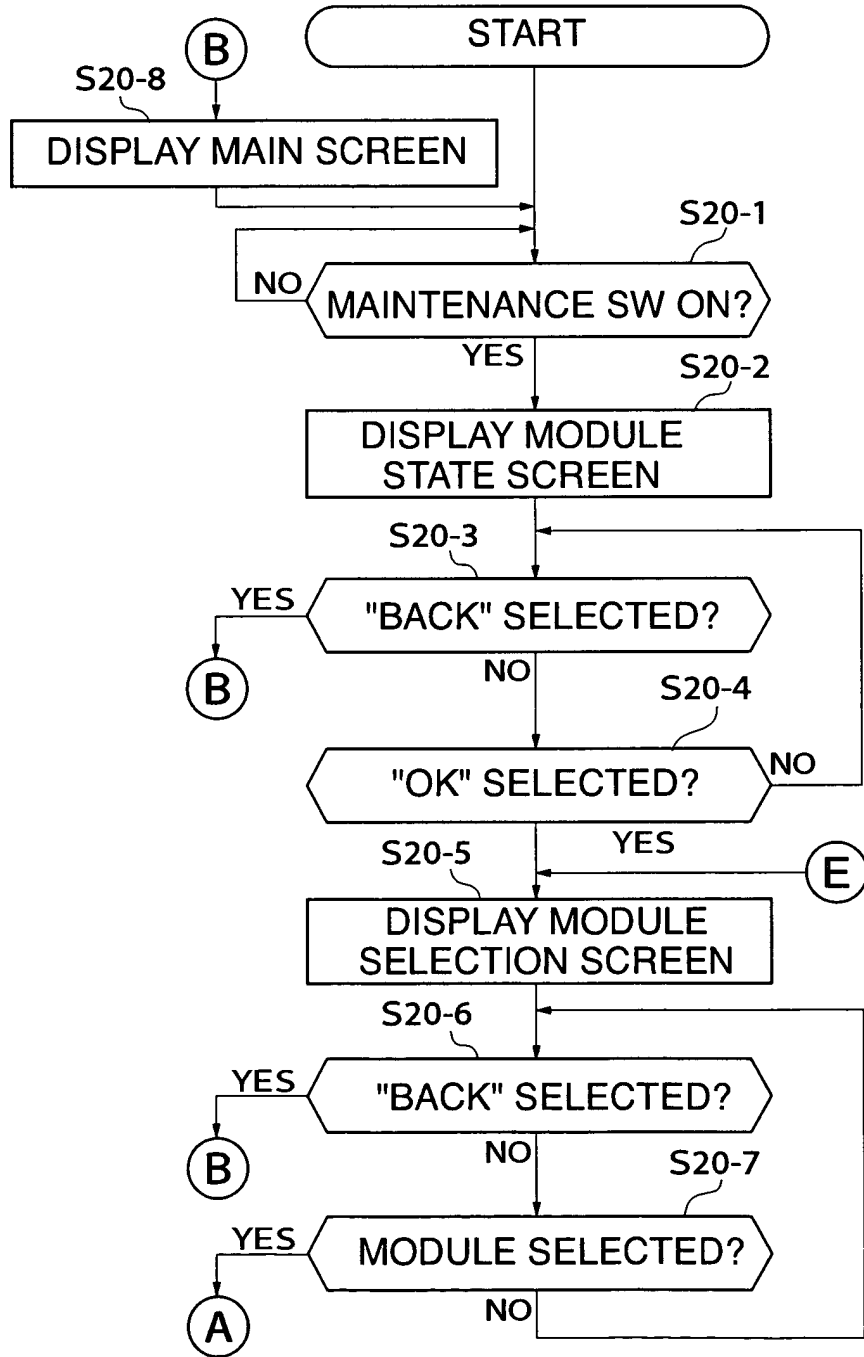 START
B
S20-8
DISPLAY MAIN SCREEN
S20-1
NO
MAINTENANCE SW ON?
YES
S20-2
DISPLAY MODULE
STATE SCREEN
S20-3
YES
"BACK" SELECTED?
B
NO
S20-4
"OK" SELECTED?
NO
YES
S20-5
E
DISPLAY MODULE
SELECTION SCREEN
S20-6
YES
"BACK" SELECTED?
B
NO
S20-7
YES
MODULE SELECTED?
A
NO